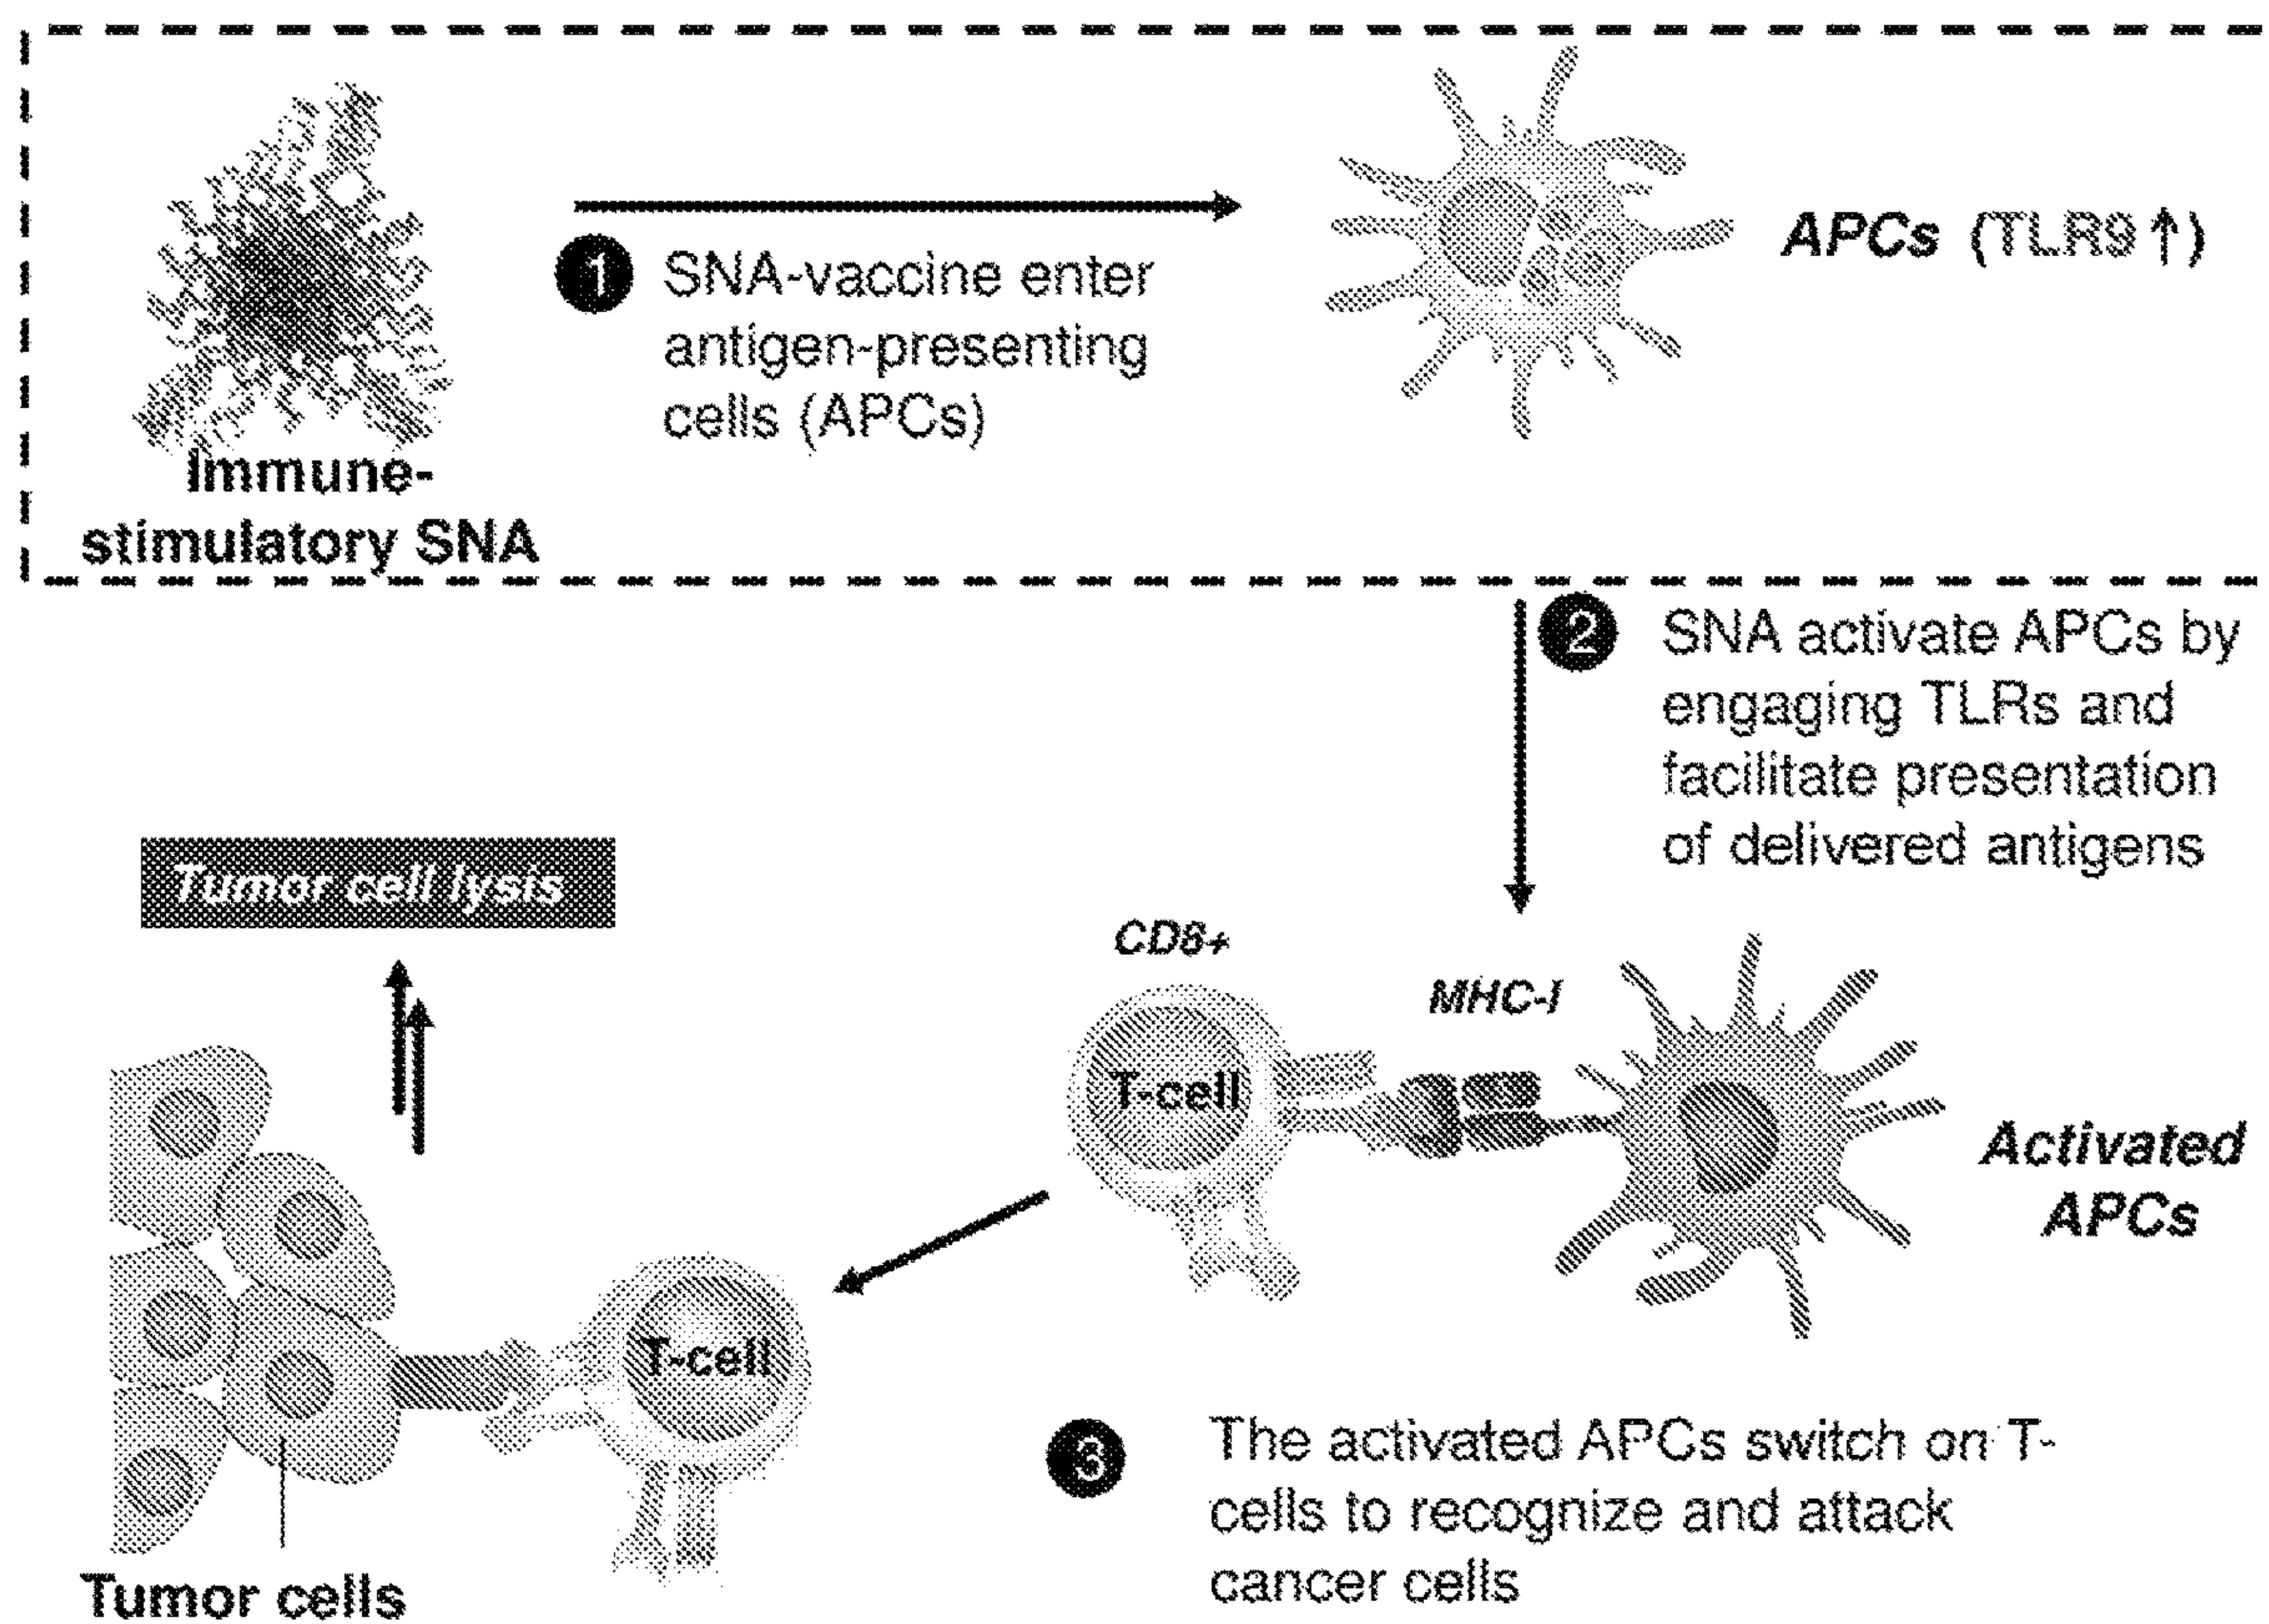 Immune-
stimulatory SNA
1
SNA-vaccine enter
antigen-presenting
cells (APCs)
APCs (TLR9 ↑)
2
SNA activate APCs by
engaging TLRs and
facilitate presentation
of delivered antigens
Tumor cell lysis
CD8+
MHC-I
T-cell
Activated
APCs
T-cell
3
The activated APCs switch on T-
cells to recognize and attack
cancer cells
Tumor cells